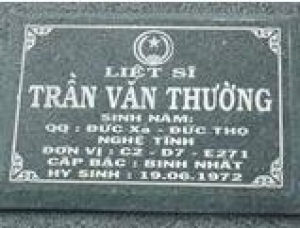 LIỆT SĨ
TRẦN VĂN THƯỜNG
SINH NĂM:
QQ : ĐỨC Xá - ĐỨC THỌ
NGHỆ TĨNH
ĐƠN VỊ : C2 - D7 - E271
CẤP BẬC : BINH NHẤT
HY SINH : 19.06.1972